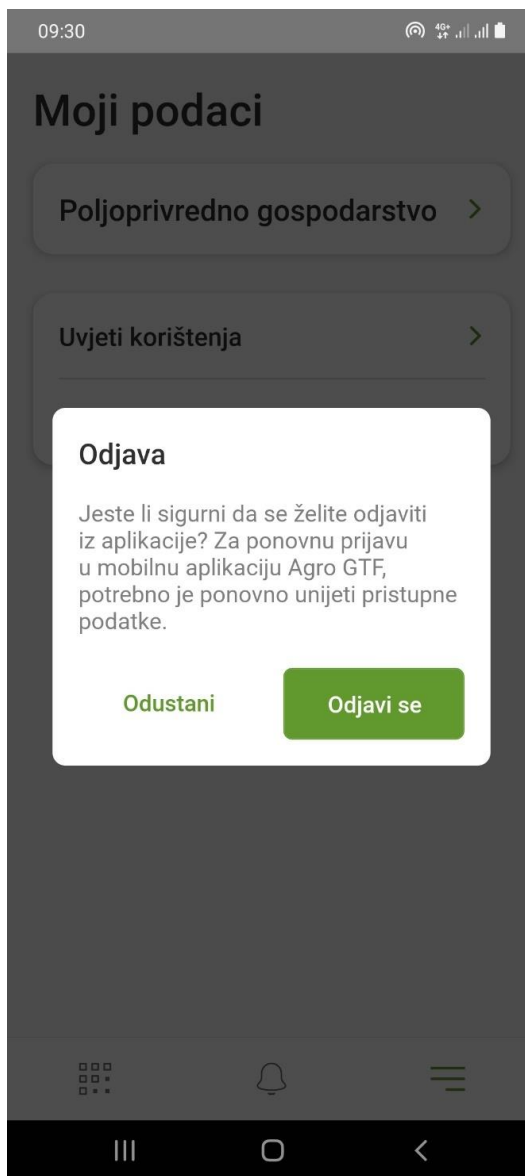 09:30
4G+
Moji podaci
Poljoprivredno gospodarstvo
Uvjeti korištenja
Odjava
Jeste li sigurni da se želite odjaviti
iz aplikacije? Za ponovnu prijavu
u mobilnu aplikaciju Agro GTF,
potrebno je ponovno unijeti pristupne
podatke.
Odustani
Odjavi se